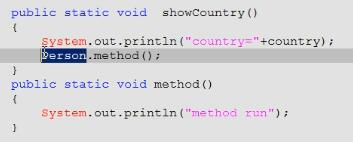 public static void showCountry()
{
System.out.println("country="+country);
Person.method();
}
public static void method()
{
System.out.println("method run");
}